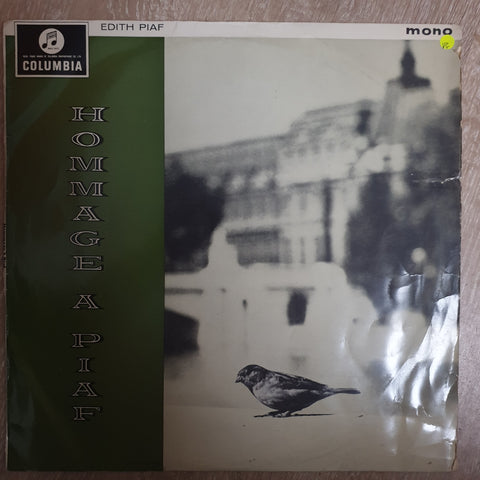 EDITH PIAF
mono
COLUMBIA
HOMMAGE A PIAF